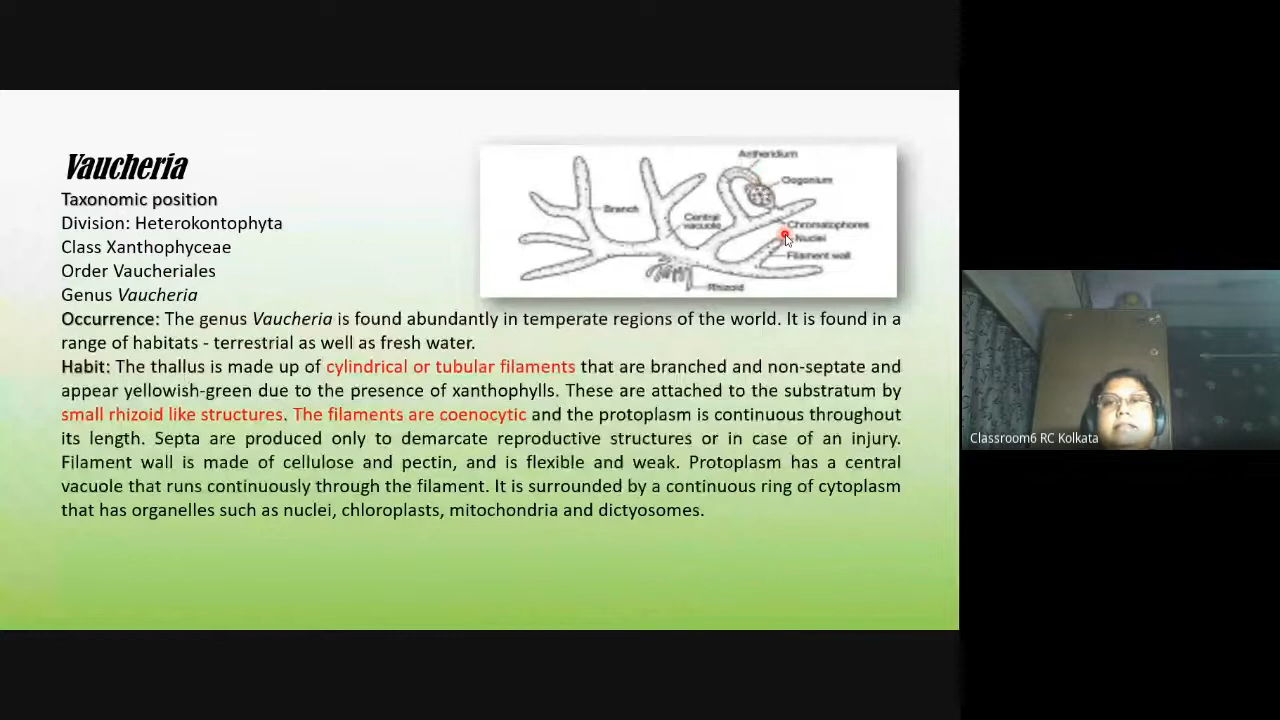 Vaucheria
Taxonomic position
Division: Heterokontophyta
Class Xanthophyceae
Order Vaucheriales
Genus Vaucheria
Antheridium
Oogonium
Branch
Central
vacuole
Chromatophores
Nuclei
Filament wall
Rhizoid
Occurrence: The genus Vaucheria is found abundantly in temperate regions of the world. It is found in a
range of habitats - terrestrial as well as fresh water.
Habit: The thallus is made up of cylindrical or tubular filaments that are branched and non-septate and
appear yellowish-green due to the presence of xanthophylls. These are attached to the substratum by
small rhizoid like structures. The filaments are coenocytic and the protoplasm is continuous throughout
its length. Septa are produced only to demarcate reproductive structures or in case of an injury.
Filament wall is made of cellulose and pectin, and is flexible and weak. Protoplasm has a central
vacuole that runs continuously through the filament. It is surrounded by a continuous ring of cytoplasm
that has organelles such as nuclei, chloroplasts, mitochondria and dictyosomes.
Classroom6 RC Kolkata